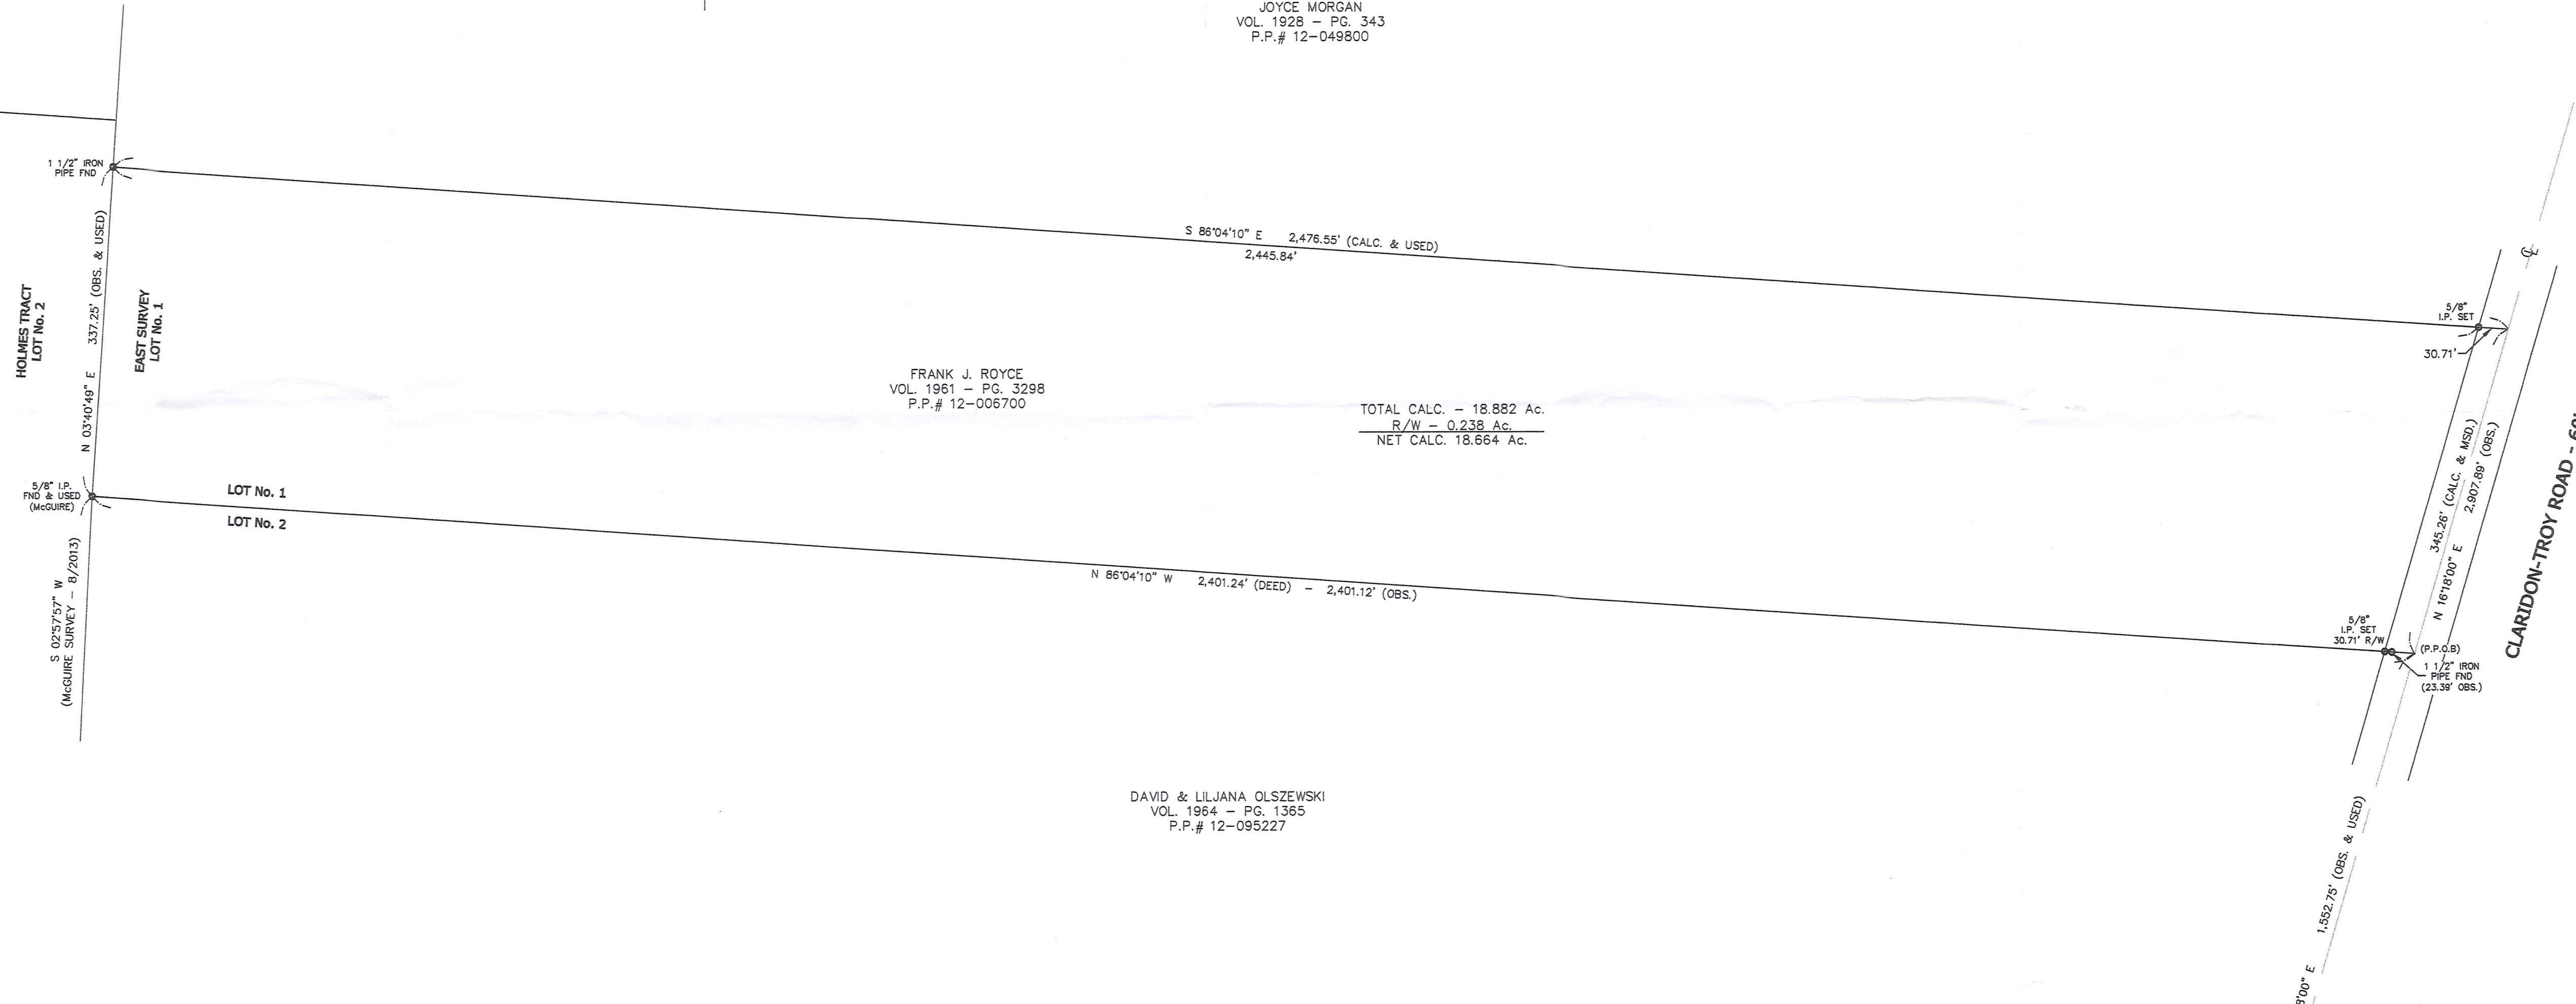 JOYCE MORGAN
VOL. 1928 – PG. 343
P.P.# 12–049800
1 1/2" IRON
PIPE FND
S 86°04'10" E 2,476.55' (CALC. & USED)
2,445.84'
℄
5/8"
I.P. SET
30.71'
HOLMES TRACT
LOT No. 2
N 03°40'49" E 337.25' (OBS. & USED)
EAST SURVEY
LOT No. 1
FRANK J. ROYCE
VOL. 1961 – PG. 3298
P.P.# 12–006700
TOTAL CALC. – 18.882 Ac.
R/W – 0.238 Ac.
NET CALC. 18.664 Ac.
345.26' (CALC. & MSD.)
N 16°18'00" E 2,907.89' (OBS.)
CLARIDON-TROY ROAD -
5/8" I.P.
FND & USED
(McGUIRE)
LOT No. 1
LOT No. 2
S 02°57'57" W
(McGUIRE SURVEY – 8/2013)
N 86°04'10" W 2,401.24' (DEED) – 2,401.12' (OBS.)
5/8"
I.P. SET
30.71' R/W
(P.P.O.B)
1 1/2" IRON
PIPE FND
(23.39' OBS.)
DAVID & LILJANA OLSZEWSKI
VOL. 1964 – PG. 1365
P.P.# 12–095227
8'00" E 1,552.75' (OBS. & USED)